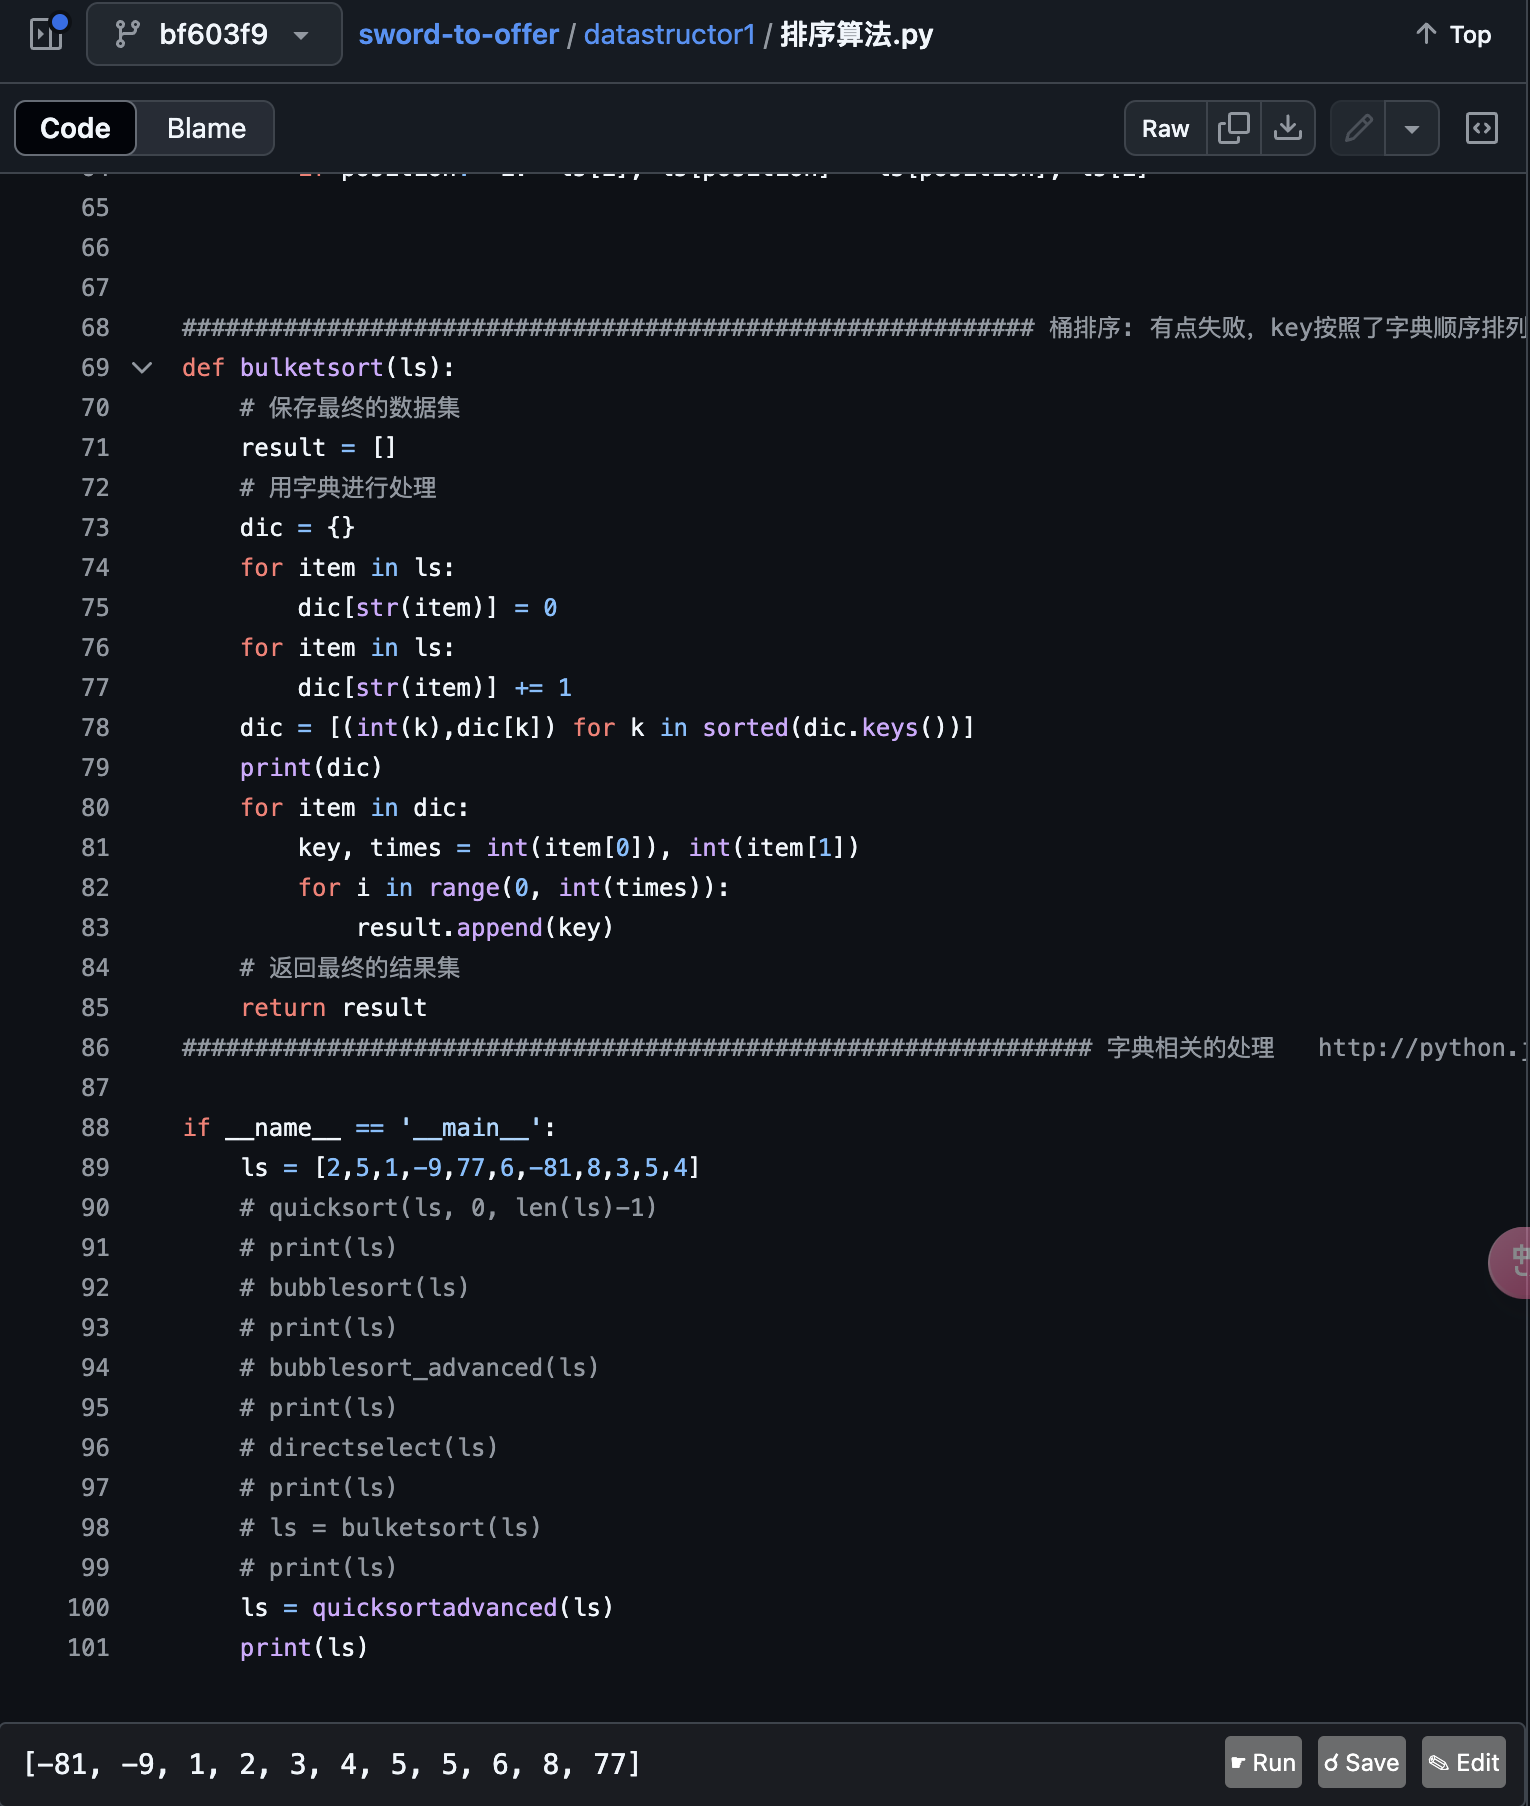 bf603f9
sword-to-offer / datastructor1 / 排序算法.py
↑ Top
Code
Blame
Raw
65
66
67
68 ########################################################### 桶排序: 有点失败, key按照了字典顺序排列
69 def bulketsort(ls):
70     # 保存最终的数据集
71     result = []
72     # 用字典进行处理
73     dic = {}
74     for item in ls:
75         dic[str(item)] = 0
76     for item in ls:
77         dic[str(item)] += 1
78     dic = [(int(k),dic[k]) for k in sorted(dic.keys())]
79     print(dic)
80     for item in dic:
81         key, times = int(item[0]), int(item[1])
82         for i in range(0, int(times)):
83             result.append(key)
84     # 返回最终的结果集
85     return result
86 ############################################################### 字典相关的处理   http://python.j
87
88 if __name__ == '__main__':
89     ls = [2,5,1,-9,77,6,-81,8,3,5,4]
90     # quicksort(ls, 0, len(ls)-1)
91     # print(ls)
92     # bubblesort(ls)
93     # print(ls)
94     # bubblesort_advanced(ls)
95     # print(ls)
96     # directselect(ls)
97     # print(ls)
98     # ls = bulketsort(ls)
99     # print(ls)
100     ls = quicksortadvanced(ls)
101     print(ls)
[-81, -9, 1, 2, 3, 4, 5, 5, 6, 8, 77]
Run
Save
Edit